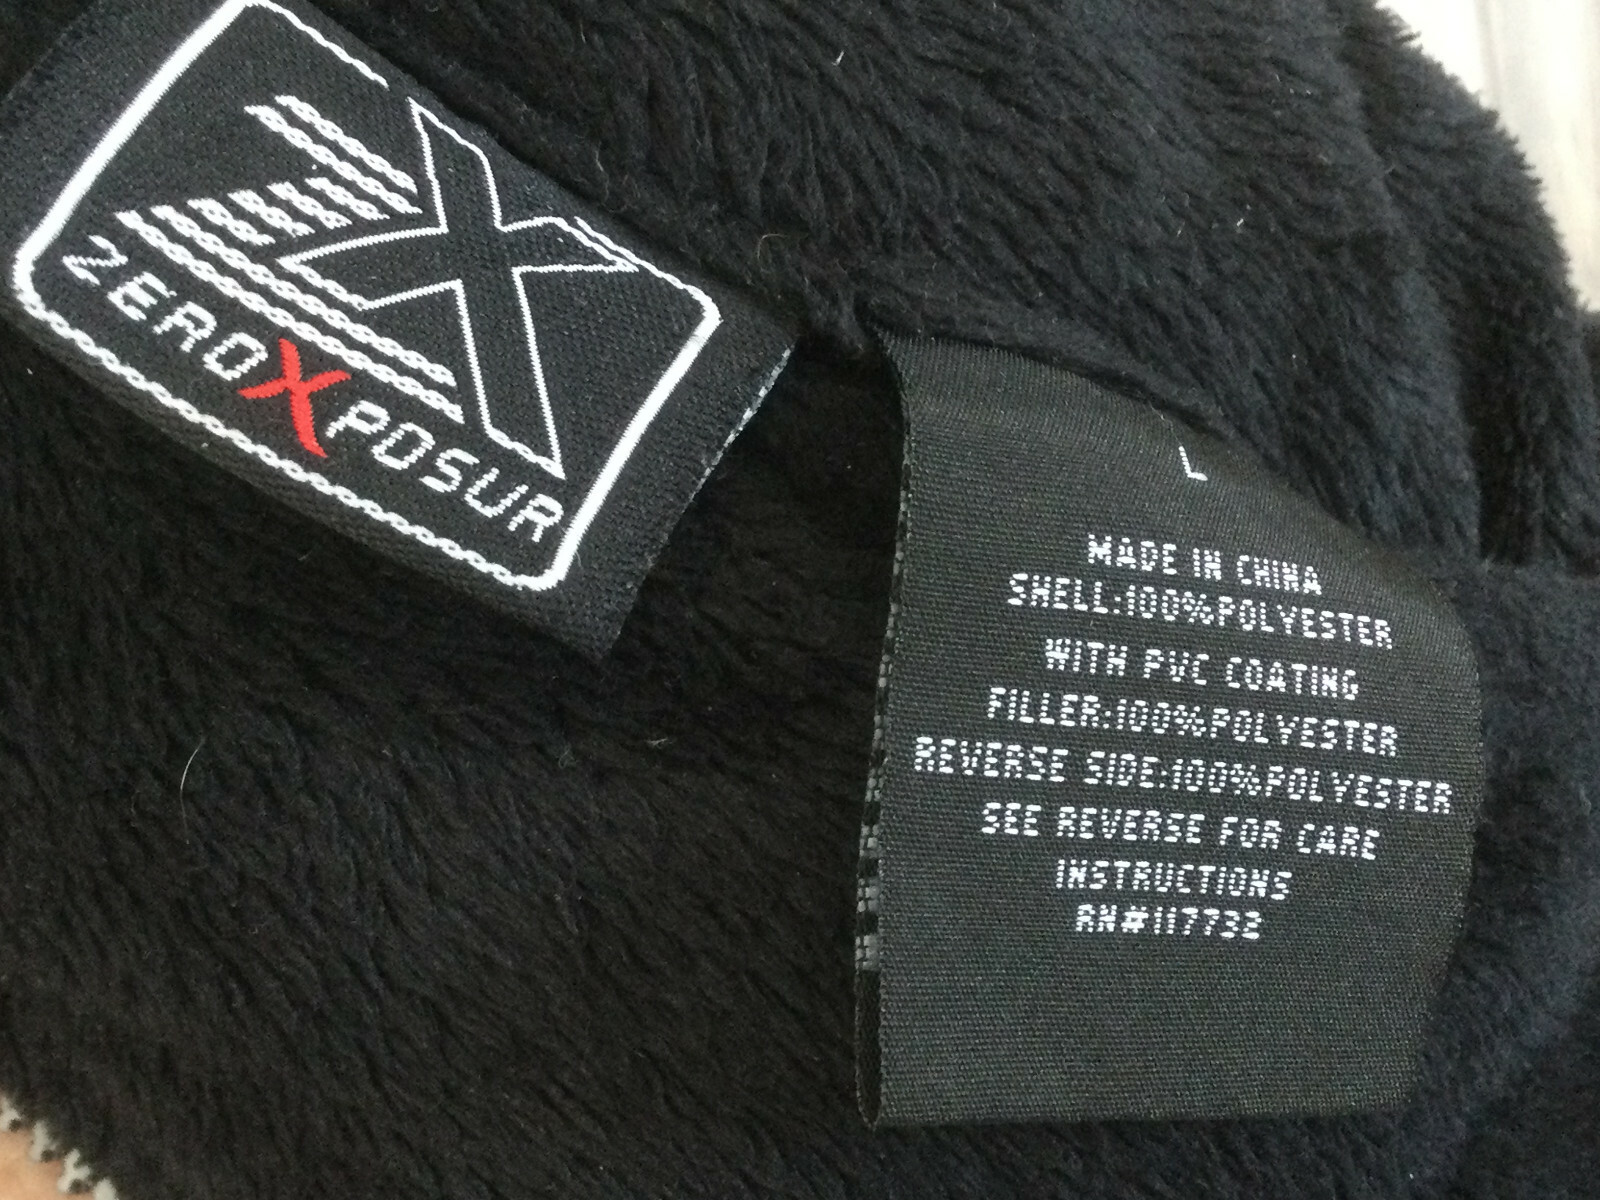 ZEROXPOSUR
L
MADE IN CHINA
SHELL:100%POLYESTER
WITH PVC COATING
FILLER:100%POLYESTER
REVERSE SIDE:100%POLYESTER
SEE REVERSE FOR CARE
INSTRUCTIONS
RN#117732